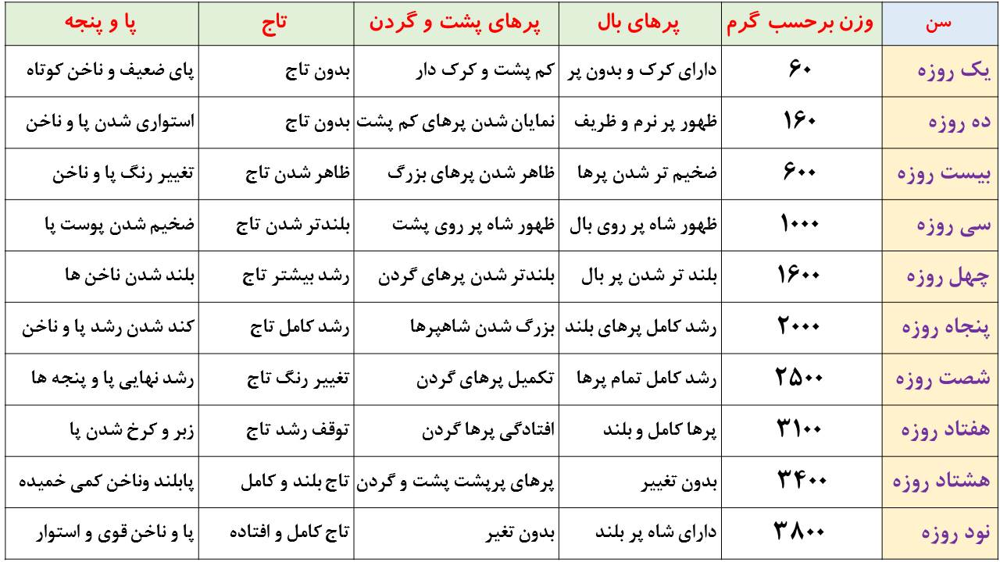 سن وزن برحسب گرم پرهای بال پرهای پشت و گردن تاج پا و پنجه
یک روزه ۶۰ دارای کرک و بدون پر کم پشت و کرک دار بدون تاج پای ضعیف و ناخن کوتاه
ده روزه ۱۶۰ ظهور پر نرم و ظریف نمایان شدن پرهای کم پشت بدون تاج استواری شدن پا و ناخن
بیست روزه ۶۰۰ ضخیم تر شدن پرها ظاهر شدن پرهای بزرگ ظاهر شدن تاج تغییر رنگ پا و ناخن
سی روزه ۱۰۰۰ ظهور شاه پر روی بال ظهور شاه پر روی پشت بلندتر شدن تاج ضخیم شدن پوست پا
چهل روزه ۱۶۰۰ بلند تر شدن پر بال بلندتر شدن پرهای گردن رشد بیشتر تاج بلند شدن ناخن ها
پنجاه روزه ۲۰۰۰ رشد کامل پرهای بلند بزرگ شدن شاهپرها رشد کامل تاج کند شدن رشد پا و ناخن
شصت روزه ۲۵۰۰ رشد کامل تمام پرها تکمیل پرهای گردن تغییر رنگ تاج رشد نهایی پا و پنجه ها
هفتاد روزه ۳۱۰۰ پرها کامل و بلند افتادگی پرها گردن توقف رشد تاج زبر و کرخ شدن پا
هشتاد روزه ۳۴۰۰ بدون تغییر پرهای پرپشت پشت و گردن تاج بلند و کامل پابلند وناخن کمی خمیده
نود روزه ۳۸۰۰ دارای شاه پر بلند بدون تغیر تاج کامل و افتاده پا و ناخن قوی و استوار